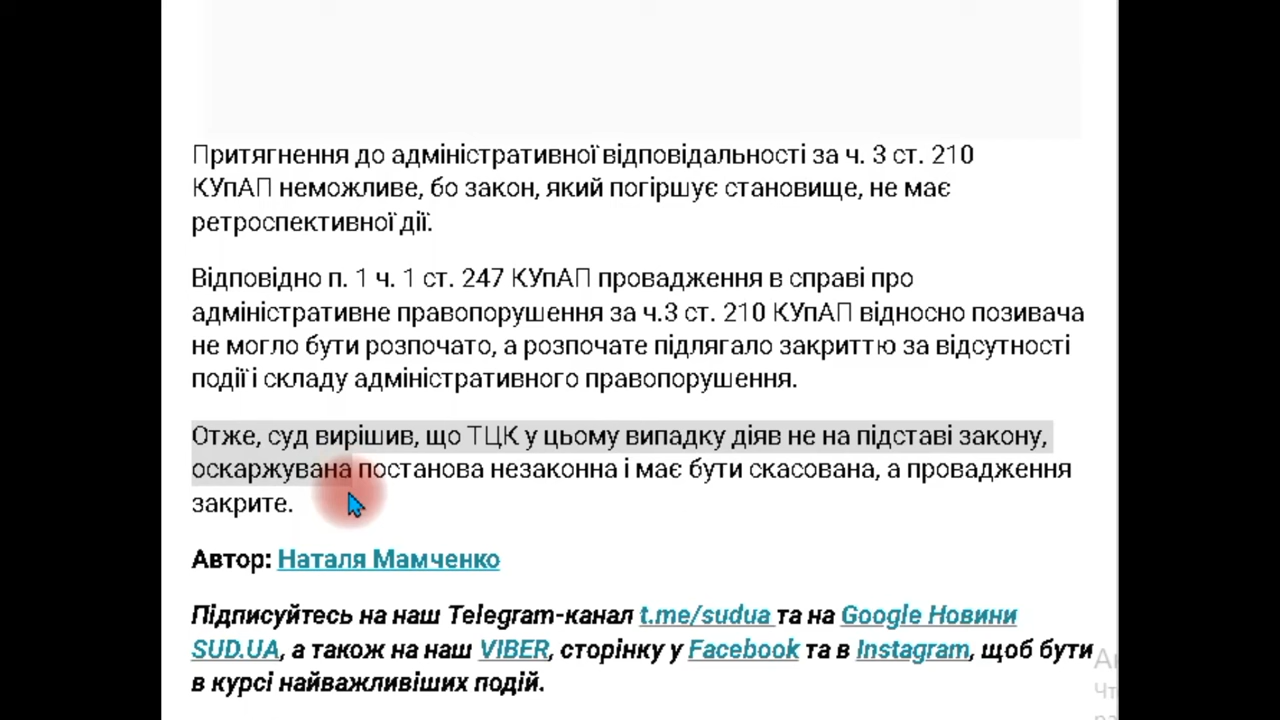 Притягнення до адміністративної відповідальності за ч. 3 ст. 210
КУпАП неможливе, бо закон, який погіршує становище, не має
ретроспективної дії.
Відповідно п. 1 ч. 1 ст. 247 КУпАП провадження в справі про
адміністративне правопорушення за ч.3 ст. 210 КУпАП відносно позивача
не могло бути розпочато, а розпочате підлягало закриттю за відсутності
події і складу адміністративного правопорушення.
Отже, суд вирішив, що ТЦК у цьому випадку діяв не на підставі закону,
оскаржувана постанова незаконна і має бути скасована, а провадження
закрите.
Автор: Наталя Мамченко
Підписуйтесь на наш Telegram-канал t.me/sudua та на Google Новини
SUD.UA, а також на наш VIBER, сторінку у Facebook та в Instagram, щоб бути
в курсі найважливіших подій.